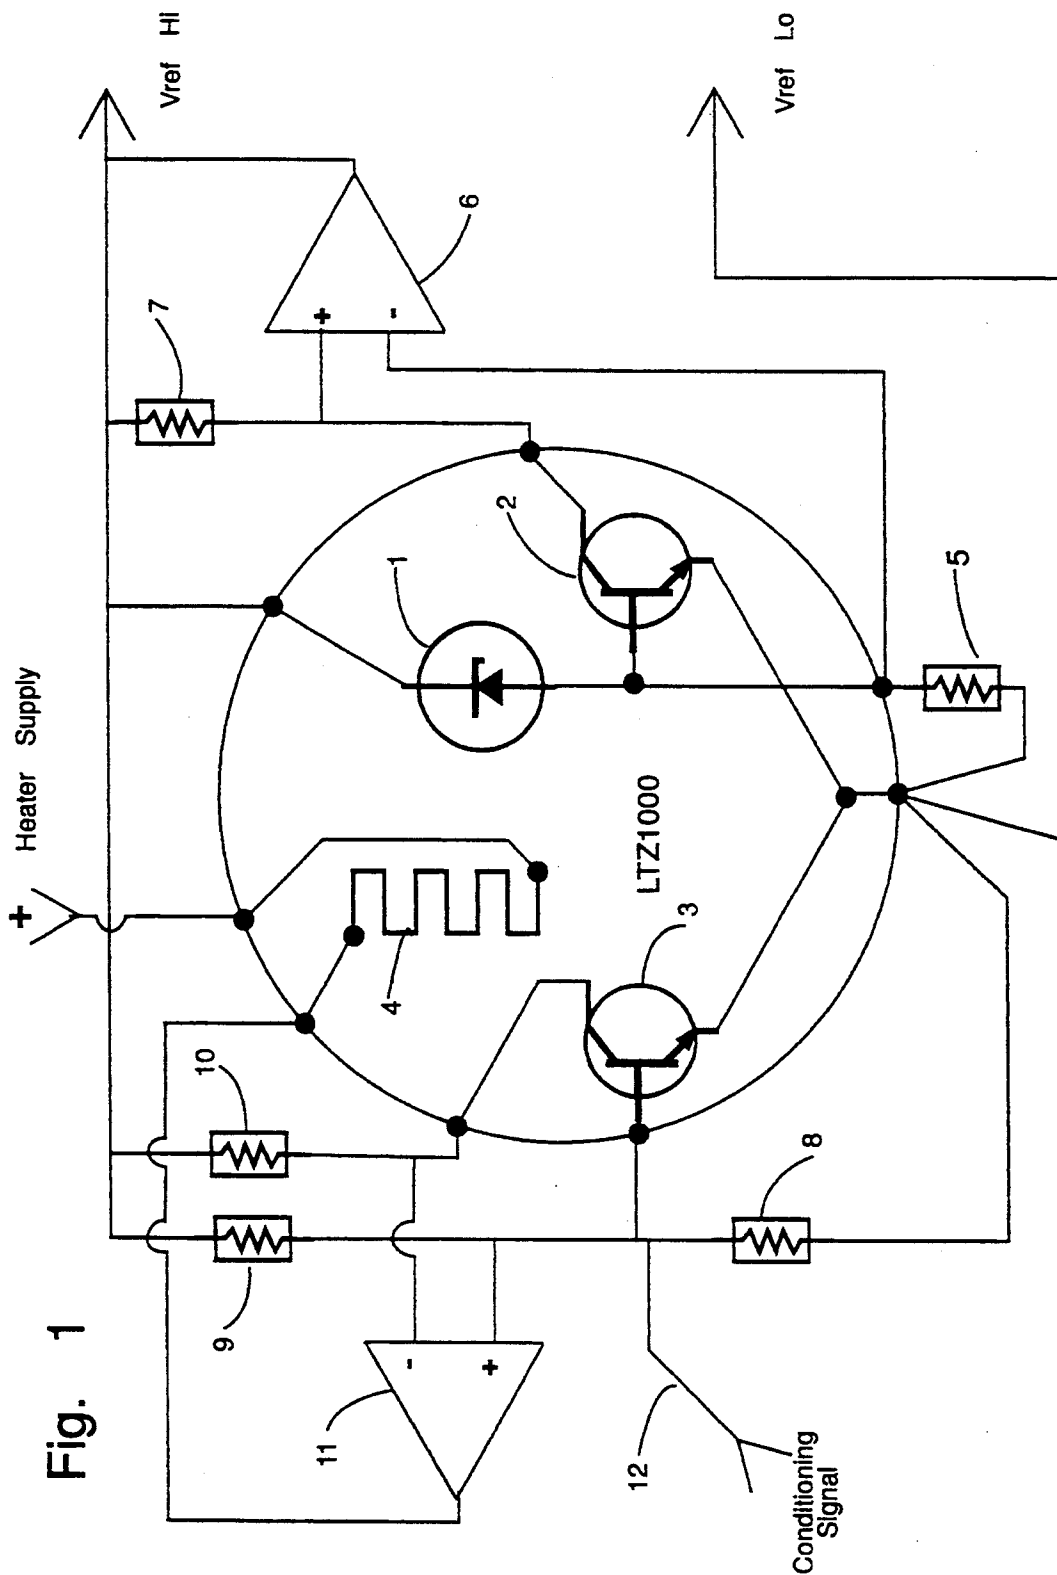 Fig. 1
+ Heater Supply
Vref Hi
Vref Lo
Conditioning
Signal
LTZ1000
1
2
3
4
5
6
7
8
9
10
11
12
+
-
-
+